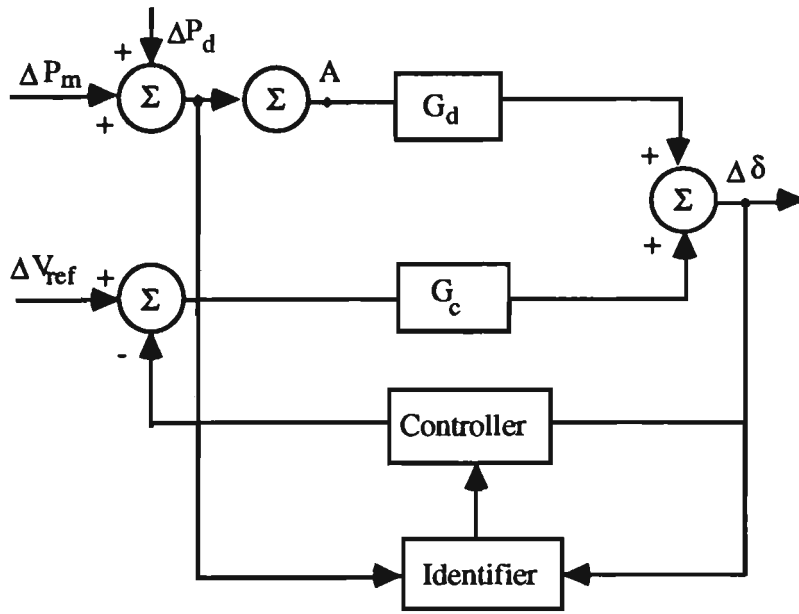 ΔP_d
+
ΔP_m
Σ
+
Σ
A
G_d
+
Δδ
Σ
+
ΔV_ref
+
Σ
-
G_c
Controller
Identifier